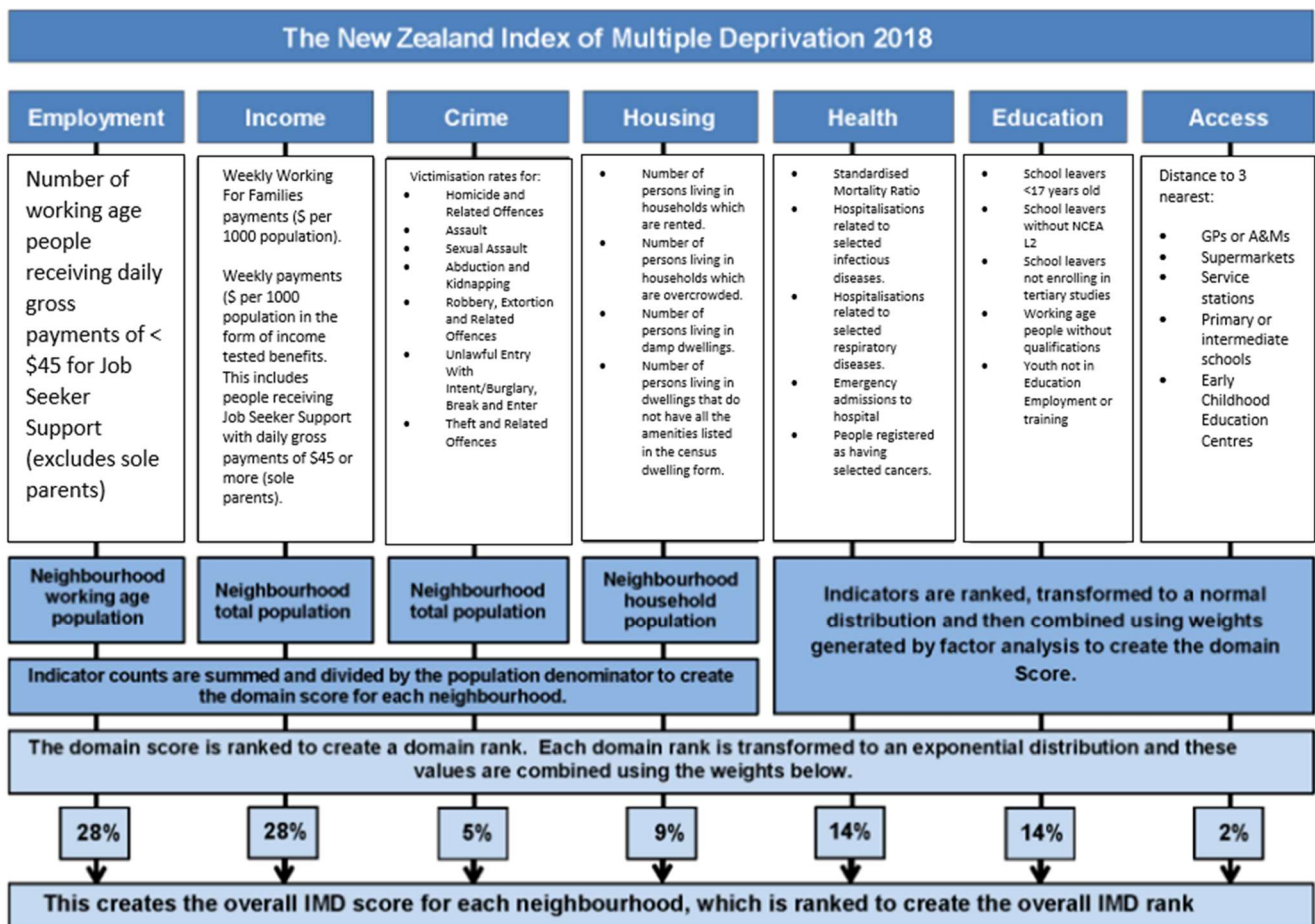 The New Zealand Index of Multiple Deprivation 2018
Employment
Number of
working age
people
receiving daily
gross
payments of <
$45 for Job
Seeker
Support
(excludes sole
parents)
Income
Weekly Working
For Families
payments ($ per
1000 population).
Weekly payments
($ per 1000
population in the
form of income
tested benefits.
This includes
people receiving
Job Seeker Support
with daily gross
payments of $45 or
more (sole
parents).
Crime
Victimisation rates for:
• Homicide and
Related Offences
• Assault
• Sexual Assault
• Abduction and
Kidnapping
• Robbery, Extortion
and Related
Offences
• Unlawful Entry
With
Intent/Burglary,
Break and Enter
• Theft and Related
Offences
Housing
• Number of
persons living in
households which
are rented.
• Number of
persons living in
households which
are overcrowded.
• Number of
persons living in
damp dwellings.
• Number of
persons living in
dwellings that do
not have all the
amenities listed
in the census
dwelling form.
Health
• Standardised
Mortality Ratio
• Hospitalisations
related to
selected
infectious
diseases.
• Hospitalisations
related to
selected
respiratory
diseases.
• Emergency
admissions to
hospital
• People registered
as having
selected cancers.
Education
• School leavers
<17 years old
• School leavers
without NCEA
L2
• School leavers
not enrolling in
tertiary studies
• Working age
people without
qualifications
• Youth not in
Education
Employment or
training
Access
Distance to 3
nearest:
• GPs or A&Ms
• Supermarkets
• Service
stations
• Primary or
intermediate
schools
• Early
Childhood
Education
Centres
Neighbourhood
working age
population
Neighbourhood
total population
Neighbourhood
total population
Neighbourhood
household
population
Indicator counts are summed and divided by the population denominator to create
the domain score for each neighbourhood.
Indicators are ranked, transformed to a normal
distribution and then combined using weights
generated by factor analysis to create the domain
Score.
The domain score is ranked to create a domain rank. Each domain rank is transformed to an exponential distribution and these
values are combined using the weights below.
28%
28%
5%
9%
14%
14%
2%
This creates the overall IMD score for each neighbourhood, which is ranked to create the overall IMD rank